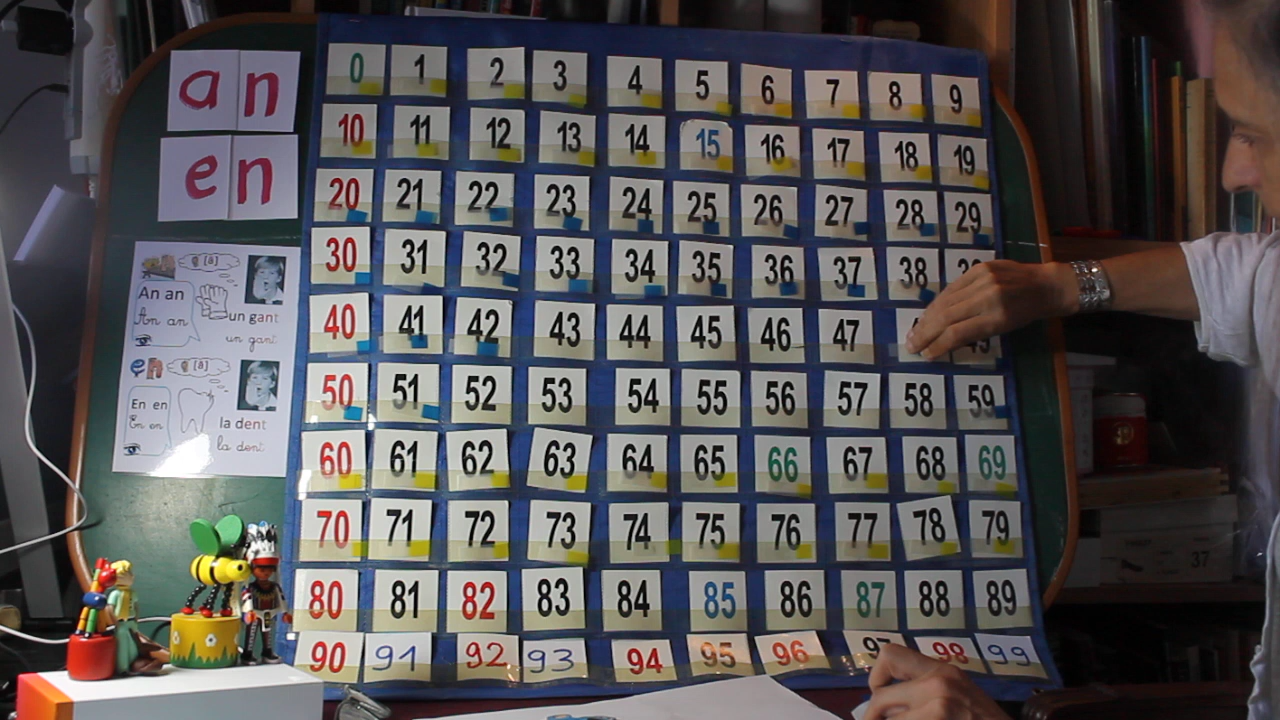 an
en
[ã]
An an
An an
un gant
un gant
[ã]
En en
En en
la dent
la dent
0 1 2 3 4 5 6 7 8 9
10 11 12 13 14 15 16 17 18 19
20 21 22 23 24 25 26 27 28 29
30 31 32 33 34 35 36 37 38
40 41 42 43 44 45 46 47 49
50 51 52 53 54 55 56 57 58 59
60 61 62 63 64 65 66 67 68 69
70 71 72 73 74 75 76 77 78 79
80 81 82 83 84 85 86 87 88 89
90 91 92 93 94 95 96 97 98 99
37